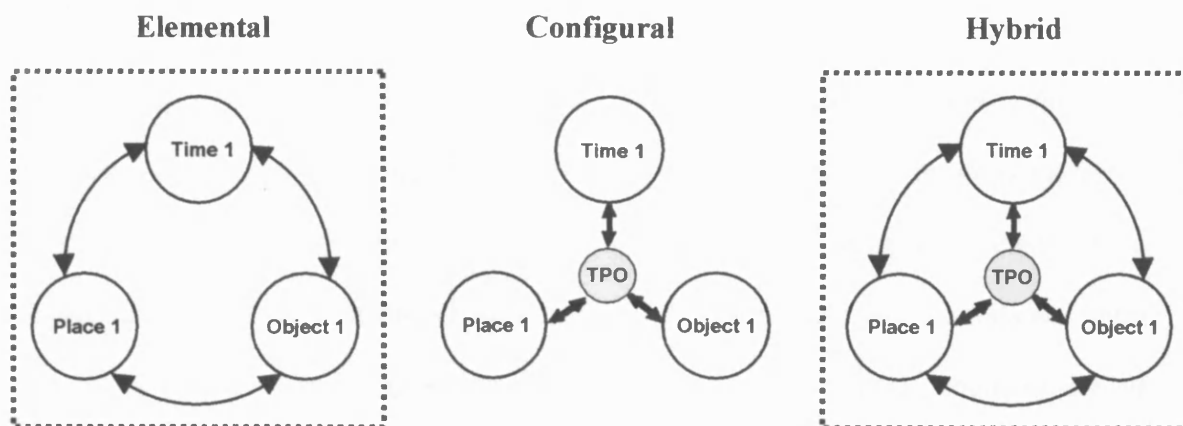 Elemental
Configural
Hybrid
Time 1
Place 1
Object 1
Time 1
TPO
Place 1
Object 1
Time 1
TPO
Place 1
Object 1